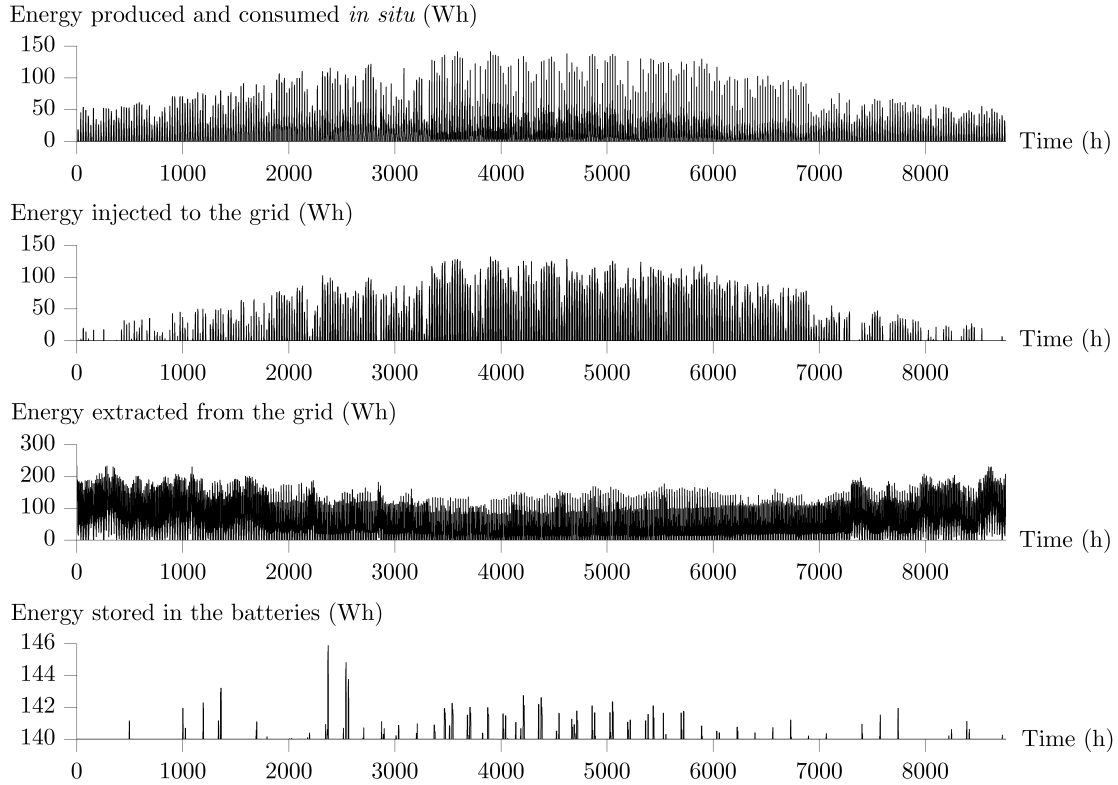 Energy produced and consumed in situ (Wh)
150
100
50
0
Time (h)
0 1000 2000 3000 4000 5000 6000 7000 8000
Energy injected to the grid (Wh)
150
100
50
0
Time (h)
0 1000 2000 3000 4000 5000 6000 7000 8000
Energy extracted from the grid (Wh)
300
200
100
0
Time (h)
0 1000 2000 3000 4000 5000 6000 7000 8000
Energy stored in the batteries (Wh)
146
144
142
140
Time (h)
0 1000 2000 3000 4000 5000 6000 7000 8000